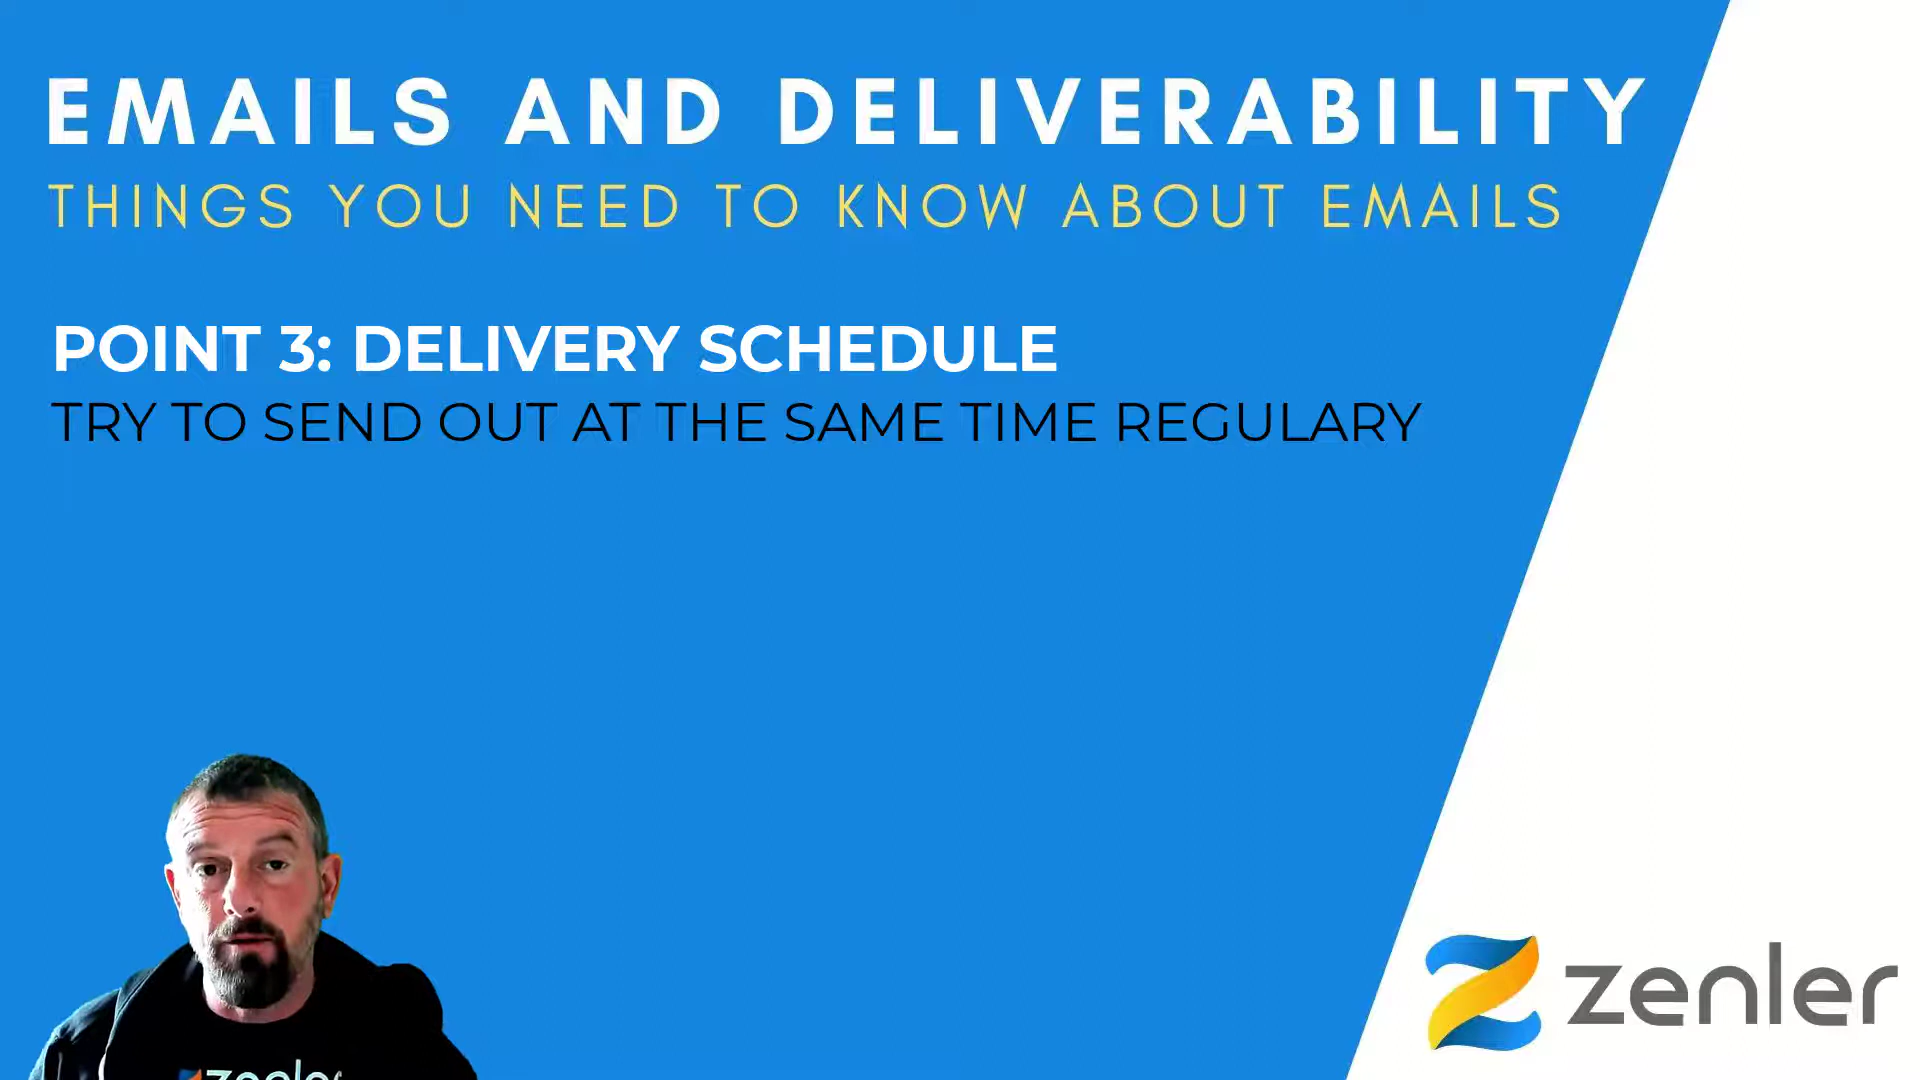 EMAILS AND DELIVERABILITY
THINGS YOU NEED TO KNOW ABOUT EMAILS
POINT 3: DELIVERY SCHEDULE
TRY TO SEND OUT AT THE SAME TIME REGULARY
zenler
zenler